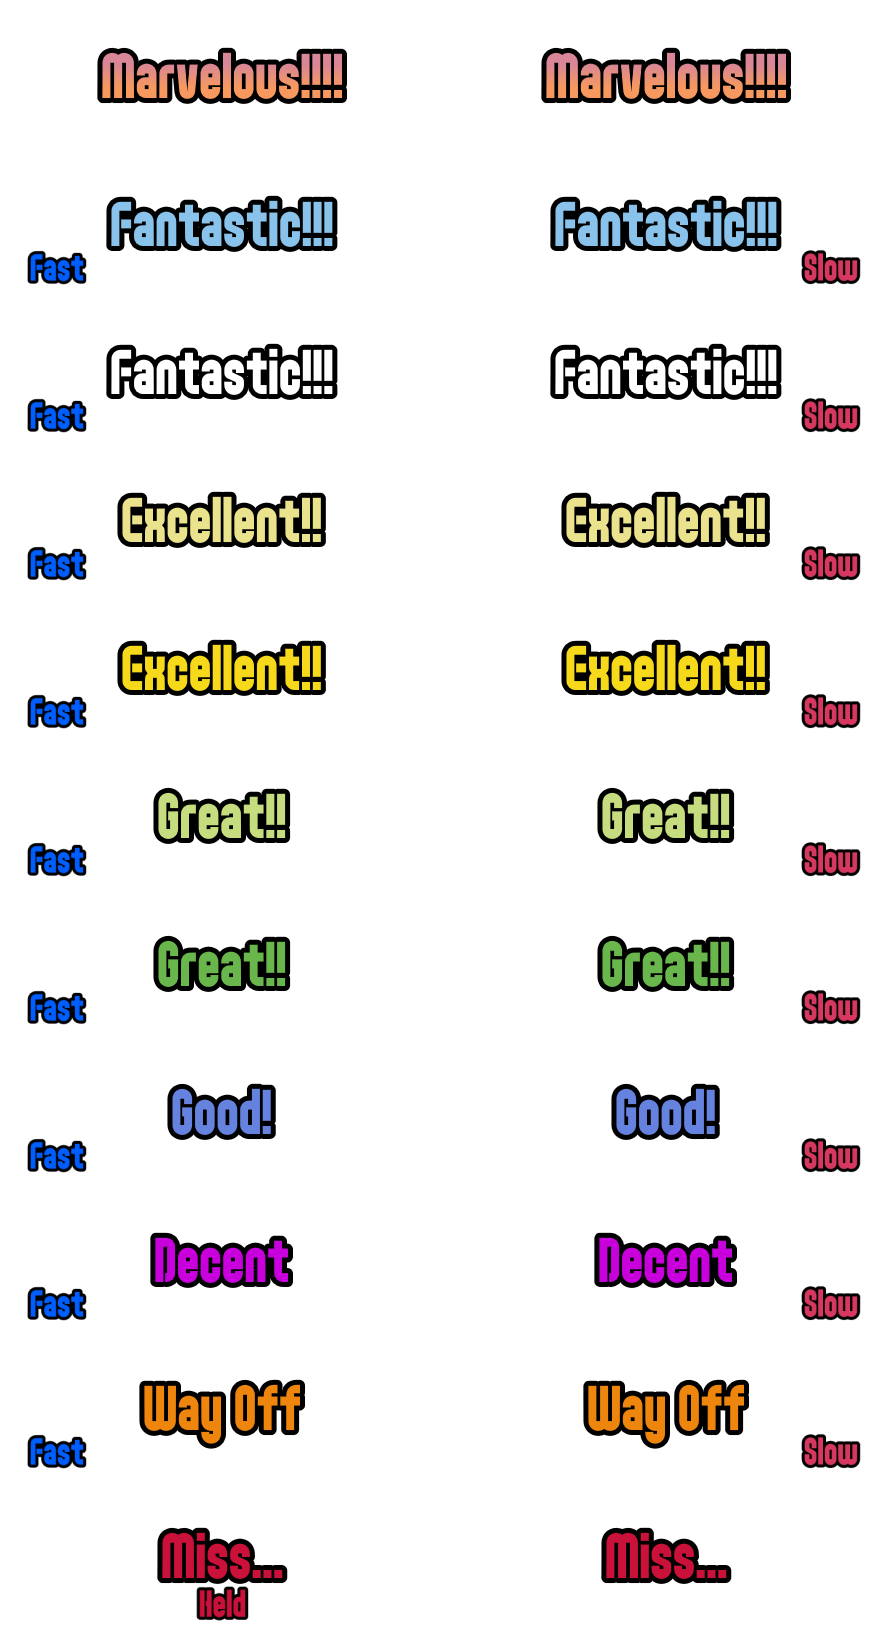 Marvelous!!!! Marvelous!!!!
Fantastic!!! Fantastic!!!
Fast Slow
Fantastic!!! Fantastic!!!
Fast Slow
Excellent!! Excellent!!
Fast Slow
Excellent!! Excellent!!
Fast Slow
Great!! Great!!
Fast Slow
Great!! Great!!
Fast Slow
Good! Good!
Fast Slow
Decent Decent
Fast Slow
Way Off Way Off
Fast Slow
Miss... Miss...
Held